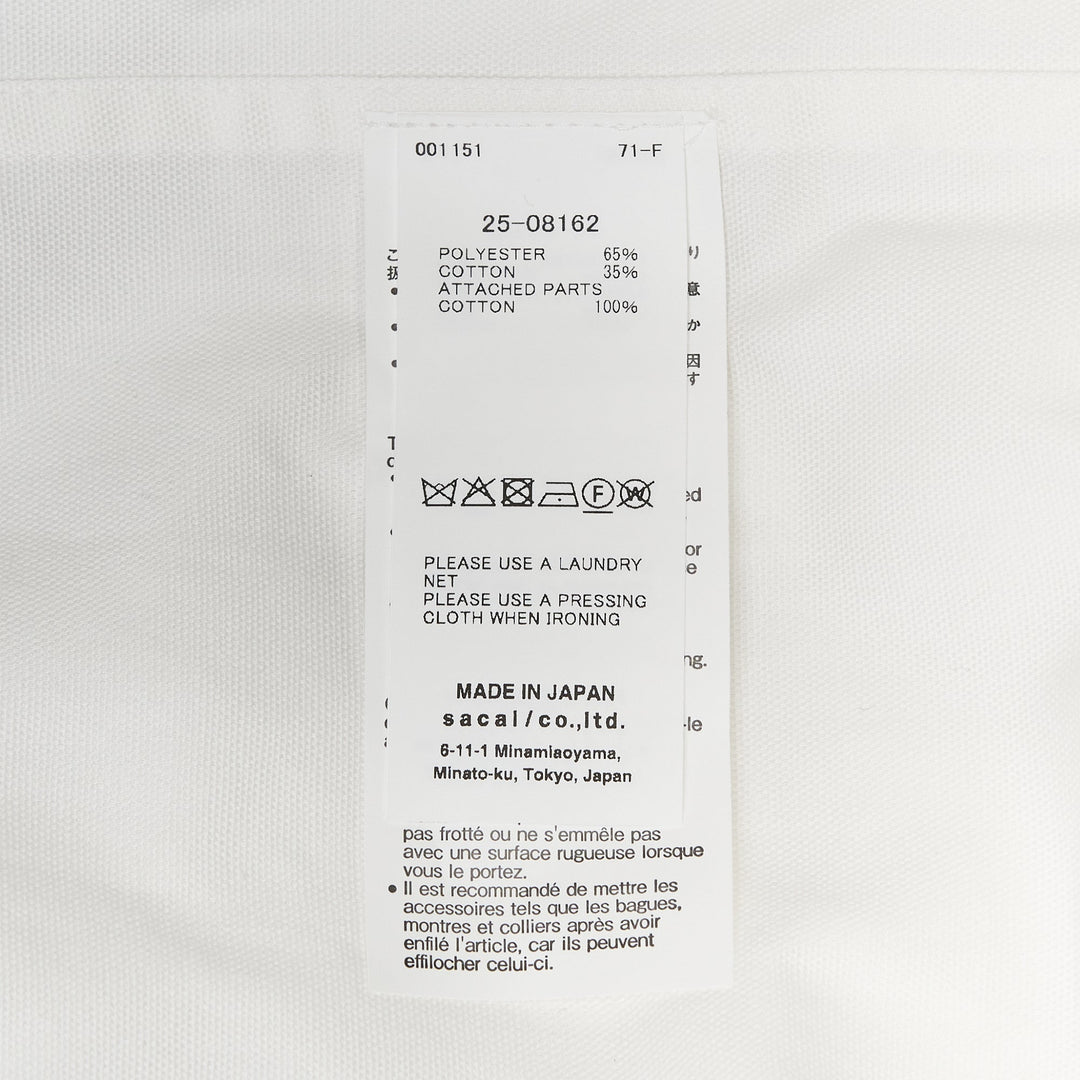 001151 71-F
25-08162
POLYESTER 65%
COTTON 35%
ATTACHED PARTS
COTTON 100%
F W
PLEASE USE A LAUNDRY
NET
PLEASE USE A PRESSING
CLOTH WHEN IRONING
MADE IN JAPAN
sacai/co.,ltd.
6-11-1 Minamiaoyama,
Minato-ku, Tokyo, Japan
pas frotté ou ne s'emmêle pas
avec une surface rugueuse lorsque
vous le portez.
● Il est recommandé de mettre les
accessoires tels que les bagues,
montres et colliers après avoir
enfilé l'article, car ils peuvent
effilocher celui-ci.